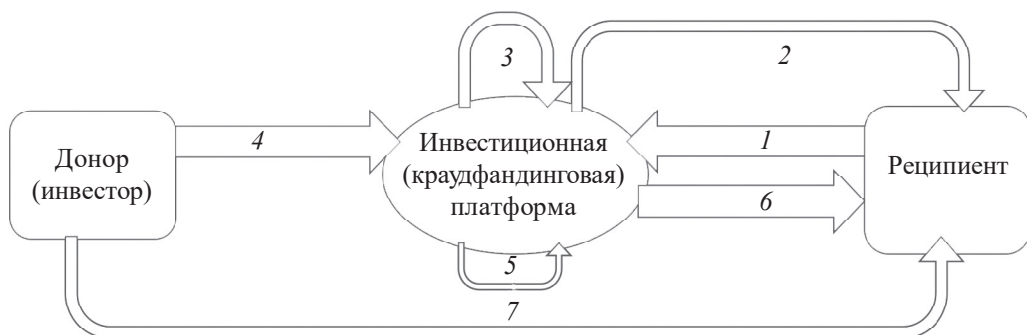 3
2
4
1
Донор
(инвестор)
Инвестиционная
(краудфандинговая)
платформа
Реципиент
6
5
7